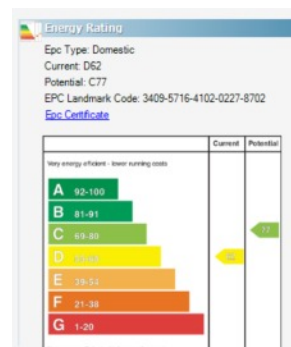 Energy Rating
Epc Type: Domestic
Current: D62
Potential: C77
EPC Landmark Code: 3409-5716-4102-0227-8702
Epc Certificate
Current Potential
Very energy efficient - lower running costs
A 92-100
B 81-91
C 69-80
77
D
E 39-54
F 21-38
G 1-20